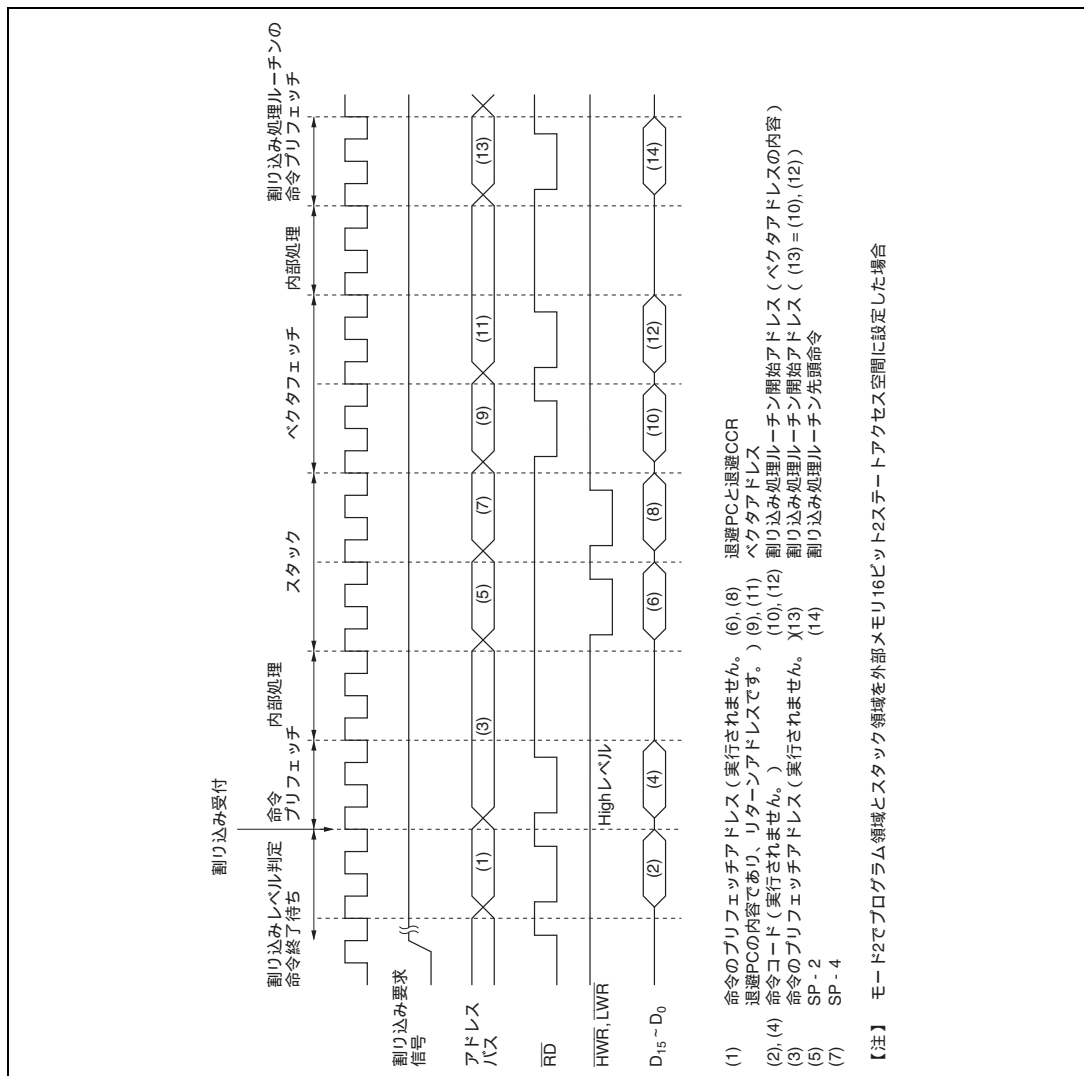 割り込み受付
割り込みレベル判定
命令終了待ち
命令
プリフェッチ
内部処理
スタック
ベクタフェッチ
内部処理
割り込み処理ルーチンの
命令プリフェッチ
割り込み要求
信号
アドレス
バス
(1)
(3)
(5)
(7)
(9)
(11)
(13)
RD
HWR, LWR
Highレベル
D15 ~ D0
(2)
(4)
(6)
(8)
(10)
(12)
(14)
(1) 命令のプリフェッチアドレス(実行されません。
退避PCの内容であり、リターンアドレスです。)
(2), (4) 命令コード(実行されません。)
(3) 命令のプリフェッチアドレス(実行されません。)
(5) SP - 2
(7) SP - 4
(6), (8) 退避PCと退避CCR
(9), (11) ベクタアドレス
(10), (12) 割り込み処理ルーチン開始アドレス(ベクタアドレスの内容)
(13) 割り込み処理ルーチン開始アドレス((13) = (10), (12))
(14) 割り込み処理ルーチン先頭命令
【注】 モード2でプログラム領域とスタック領域を外部メモリ16ビット2ステートアクセス空間に設定した場合